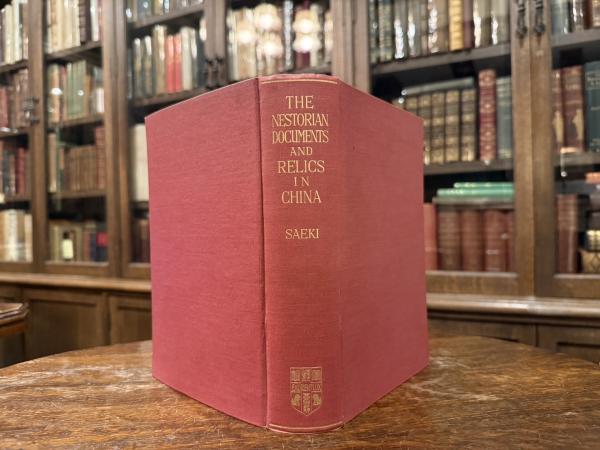 THE
NESTORIAN
DOCUMENTS
AND
RELICS
IN
CHINA
SAEKI